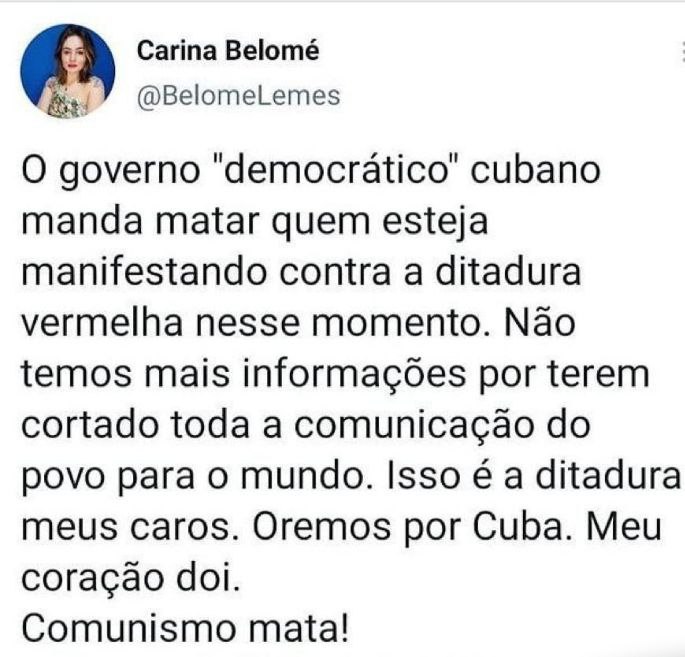 Carina Belomé
@BelomeLemes
O governo "democrático" cubano
manda matar quem esteja
manifestando contra a ditadura
vermelha nesse momento. Não
temos mais informações por terem
cortado toda a comunicação do
povo para o mundo. Isso é a ditadura
meus caros. Oremos por Cuba. Meu
coração doi.
Comunismo mata!